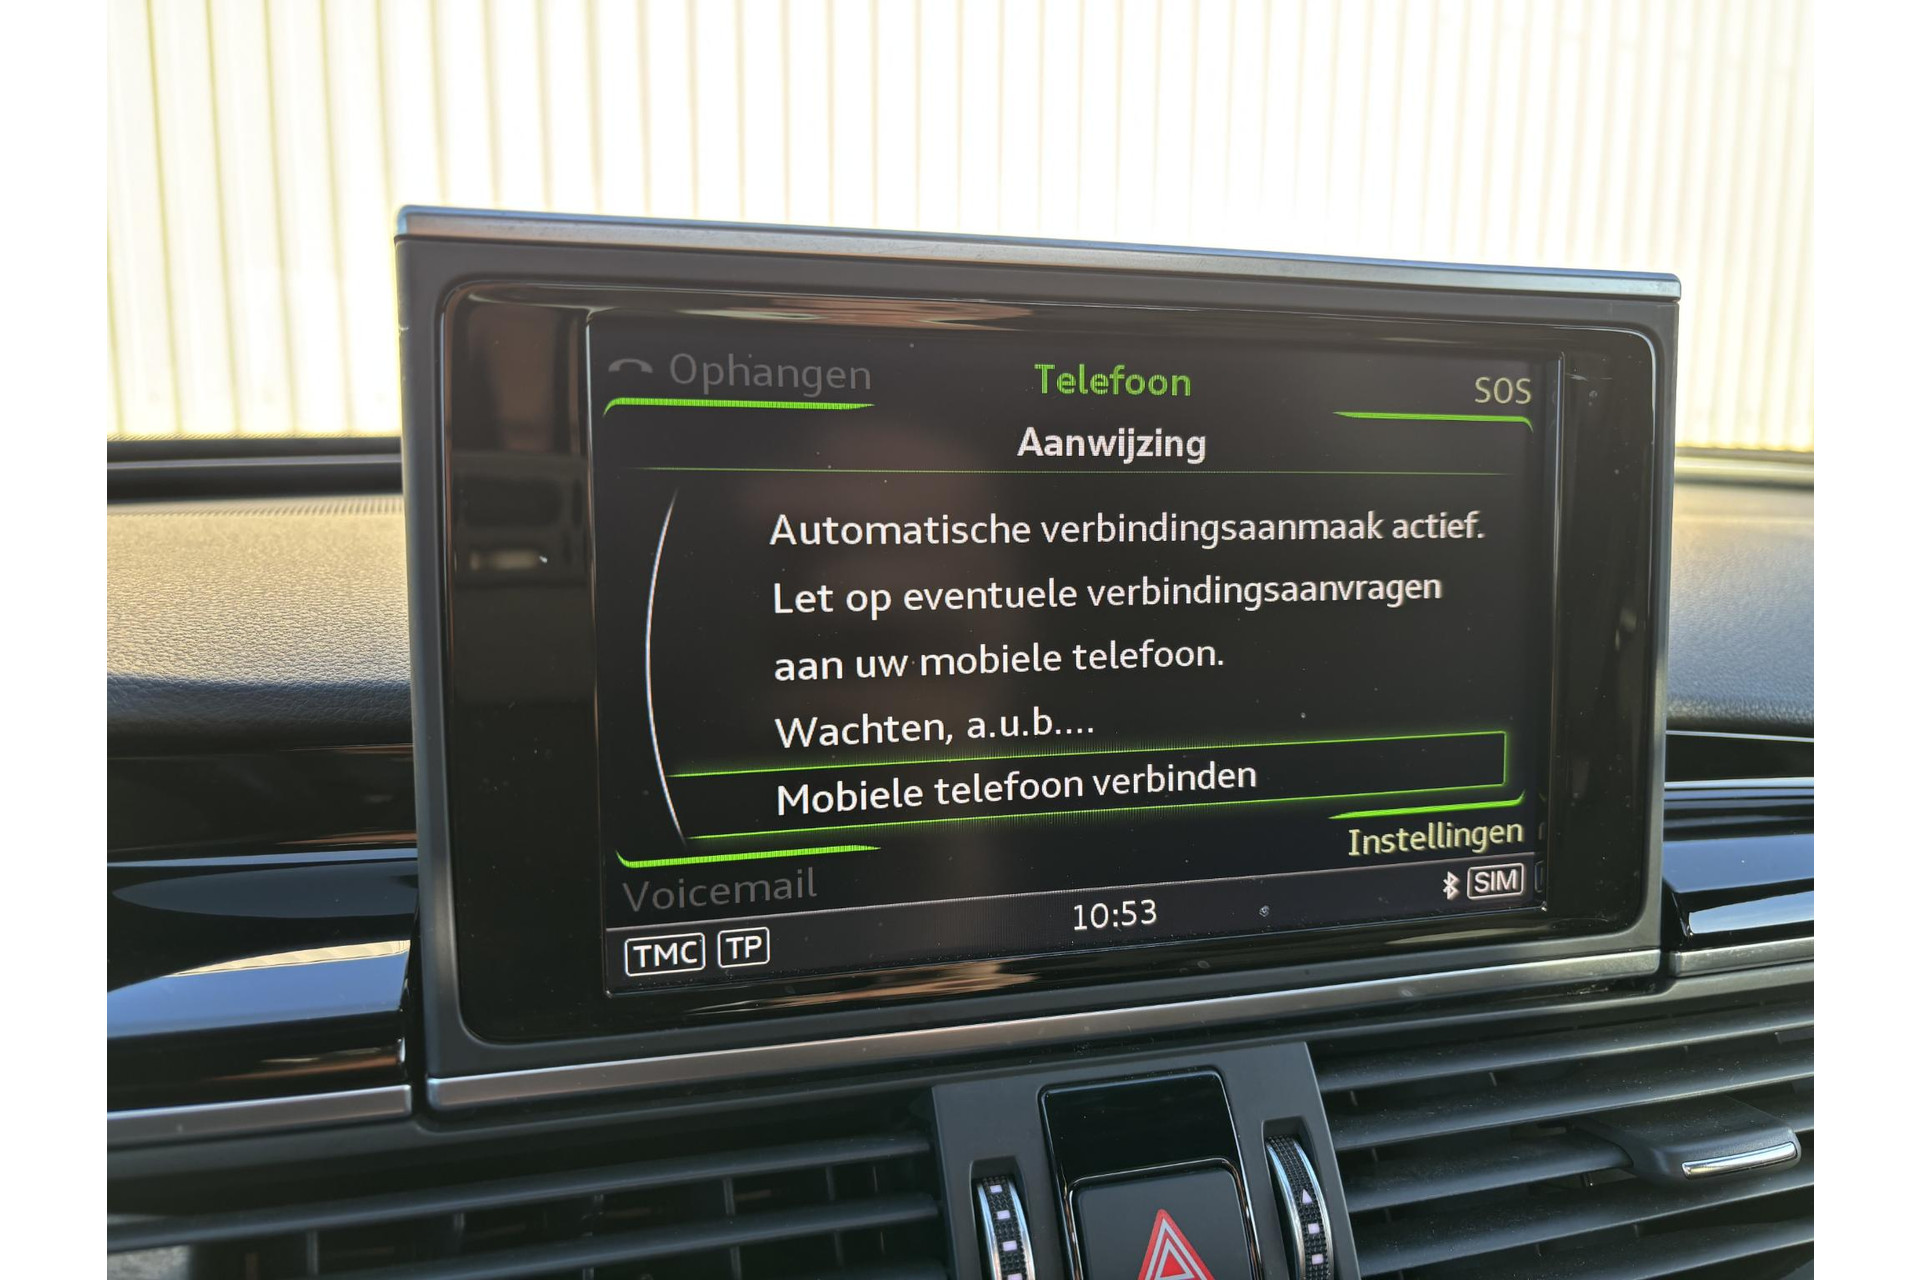 Ophangen
Telefoon
SOS
Aanwijzing
Automatische verbindingsaanmaak actief.
Let op eventuele verbindingsaanvragen
aan uw mobiele telefoon.
Wachten, a.u.b....
Mobiele telefoon verbinden
Instellingen
Voicemail
SIM
10:53
TMC TP